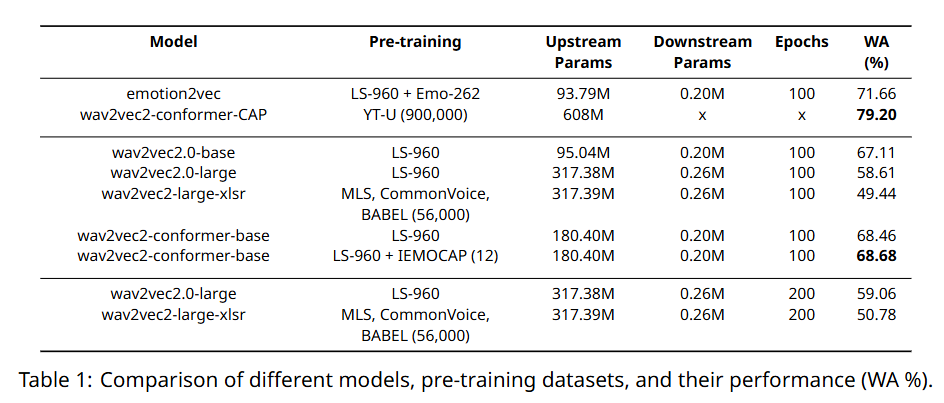 Model Pre-training Upstream Params Downstream Params Epochs WA (%)
emotion2vec LS-960 + Emo-262 93.79M 0.20M 100 71.66
wav2vec2-conformer-CAP YT-U (900,000) 608M x x 79.20
wav2vec2.0-base LS-960 95.04M 0.20M 100 67.11
wav2vec2.0-large LS-960 317.38M 0.26M 100 58.61
wav2vec2-large-xlsr MLS, CommonVoice, 317.39M 0.26M 100 49.44
BABEL (56,000)
wav2vec2-conformer-base LS-960 180.40M 0.20M 100 68.46
wav2vec2-conformer-base LS-960 + IEMOCAP (12) 180.40M 0.20M 100 68.68
wav2vec2.0-large LS-960 317.38M 0.26M 200 59.06
wav2vec2-large-xlsr MLS, CommonVoice, 317.39M 0.26M 200 50.78
BABEL (56,000)
Table 1: Comparison of different models, pre-training datasets, and their performance (WA %).